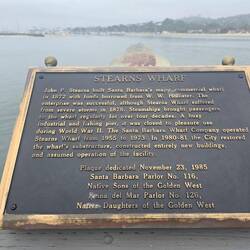 STEARNS WHARF
John P. Stearns built Santa Barbara's major commercial wharf
in 1872 with funds borrowed from W. W. Hollister. The
enterprise was successful, although Stearns Wharf suffered
from severe storms in 1878. Steamships brought passengers
to the wharf regularly for over four decades. A busy
industrial and fishing pier, it was closed to pleasure use
during World War II. The Santa Barbara Wharf Company operated
Stearns Wharf from 1955 to 1973. In 1980-81, the City restored
the wharf's substructure, constructed entirely new buildings,
and assumed operation of the facility.
Plaque dedicated November 23, 1985
Santa Barbara Parlor No. 116,
Native Sons of the Golden West
Reina del Mar Parlor No. 126,
Native Daughters of the Golden West